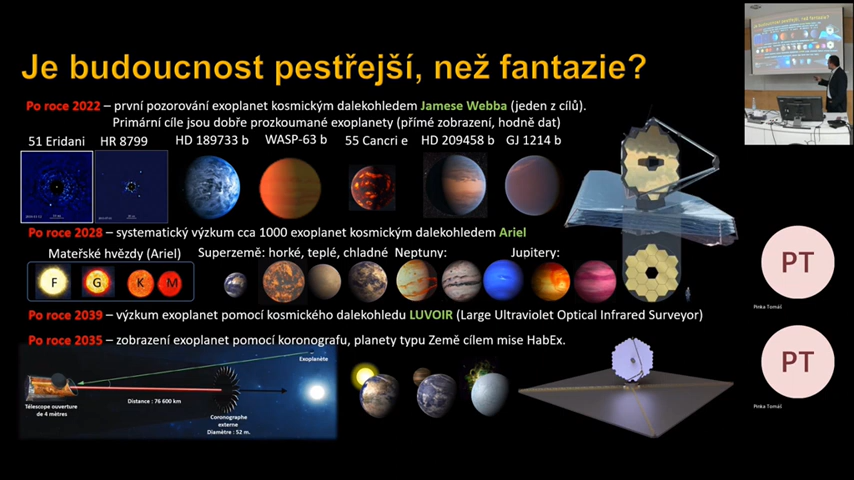 Je budoucnost pestřejší, než fantazie?
Po roce 2022 – první pozorování exoplanet kosmickým dalekohledem Jamese Webba (jeden z cílů).
Primární cíle jsou dobře prozkoumané exoplanety (přímé zobrazení, hodně dat)
51 Eridani HR 8799 HD 189733 b WASP-63 b 55 Cancri e HD 209458 b GJ 1214 b
Po roce 2028 – systematický výzkum cca 1000 exoplanet kosmickým dalekohledem Ariel
Mateřské hvězdy (Ariel) Superzemě: horké, teplé, chladné Neptuny: Jupitery:
F G K M
Po roce 2039 – výzkum exoplanet pomocí kosmického dalekohledu LUVOIR (Large Ultraviolet Optical Infrared Surveyor)
Po roce 2035 – zobrazení exoplanet pomocí koronografu, planety typu Země cílem mise HabEx.
Exoplanète
Télescope ouverture
de 4 mètres
Distance : 76 600 km
Coronographe
externe
Diamètre : 52 m.
PT
Pinka Tomáš
PT
Pinka Tomáš